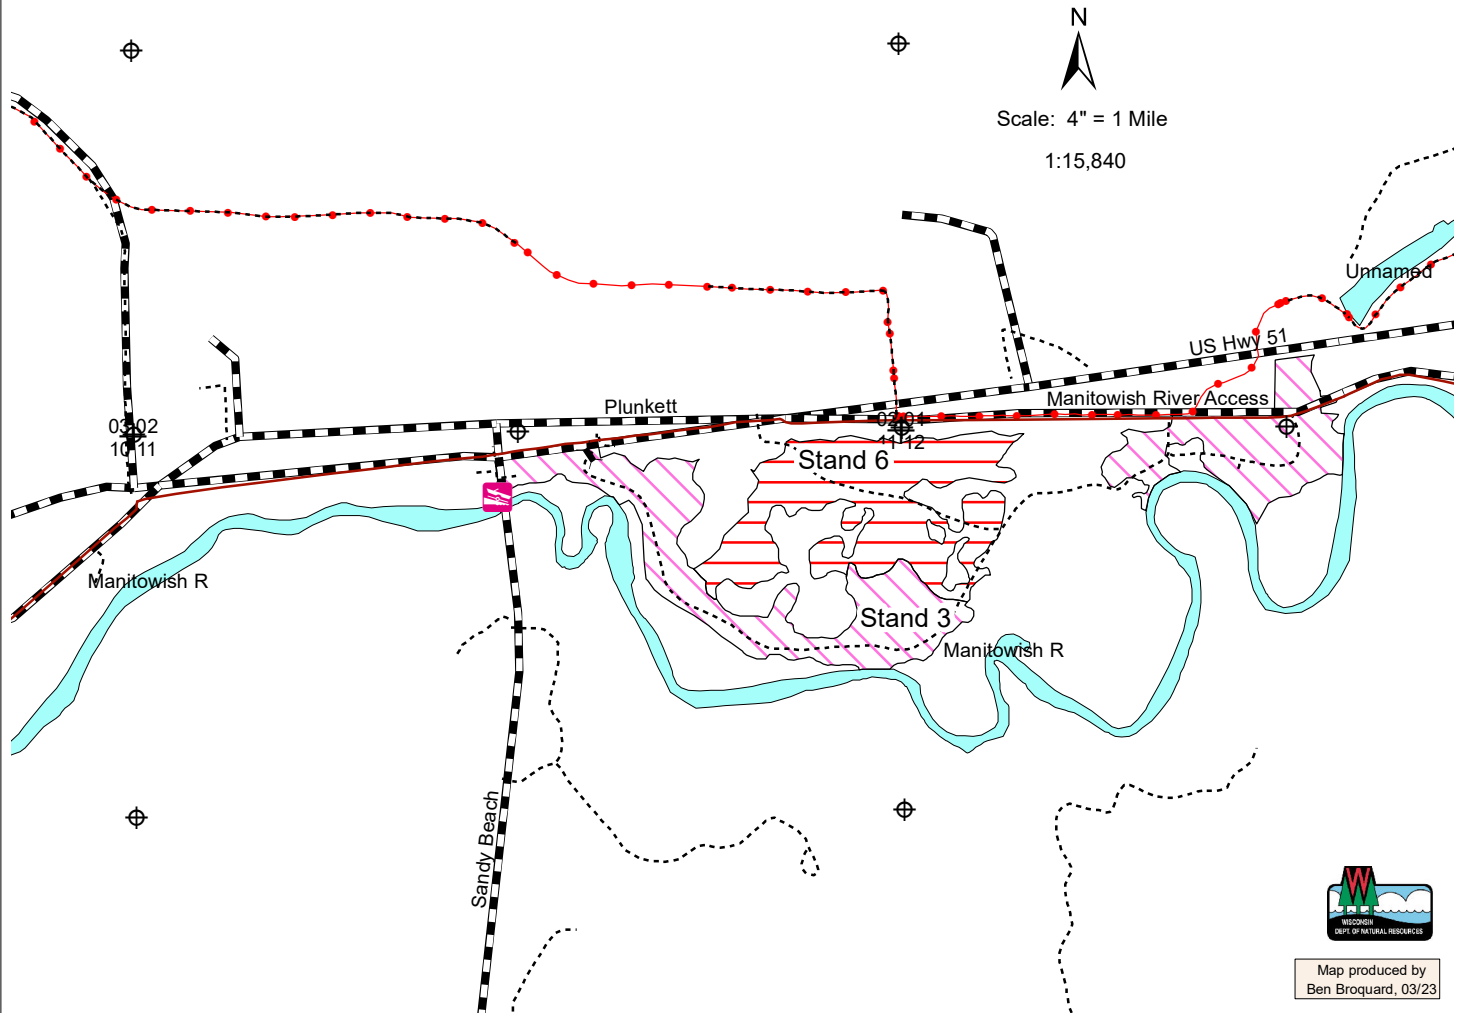 N
Scale: 4" = 1 Mile
1:15,840
Unnamed
US Hwy 51
Manitowish River Access
Plunkett
03 02
10 11
02 01
11 12
Stand 6
Manitowish R
Stand 3
Manitowish R
Sandy Beach
W
WISCONSIN
DEPT. OF NATURAL RESOURCES
Map produced by
Ben Broquard, 03/23